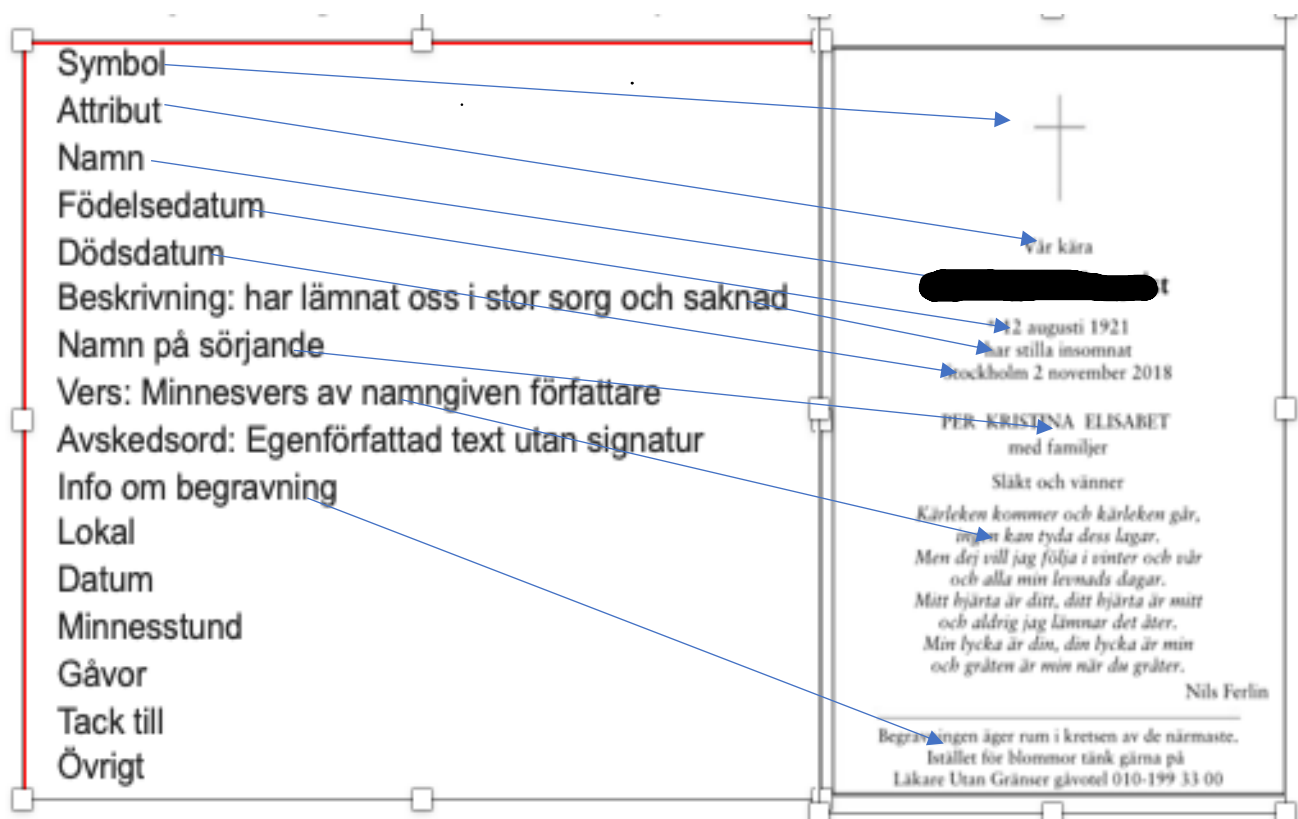 Symbol
Attribut
Namn
Födelsedatum
Dödsdatum
Beskrivning: har lämnat oss i stor sorg och saknad
Namn på sörjande
Vers: Minnesvers av namngiven författare
Avskedsord: Egenförfattad text utan signatur
Info om begravning
Lokal
Datum
Minnesstund
Gåvor
Tack till
Övrigt
Vår kära
* 12 augusti 1921
har stilla insomnat
Stockholm 2 november 2018
PER KRISTINA ELISABET
med familjer
Släkt och vänner
Kärleken kommer och kärleken går,
ingen kan tyda dess lagar.
Men dej vill jag följa i vinter och vår
och alla min levnads dagar.
Mitt hjärta är ditt, ditt hjärta är mitt
och aldrig jag lämnar det åter.
Min lycka är din, din lycka är min
och gråten är min när du gråter.
Nils Ferlin
Begravningen äger rum i kretsen av de närmaste.
Istället för blommor tänk gärna på
Läkare Utan Gränser gåvotel 010-199 33 00